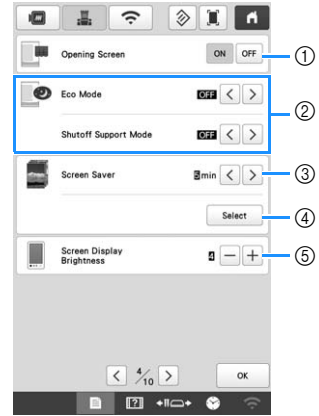 Opening Screen ON OFF ①
Eco Mode OFF < > ②
Shutoff Support Mode OFF < >
Screen Saver 5min < > ③
Select ④
Screen Display
Brightness 4 − + ⑤
< 4/10 > OK
[?]